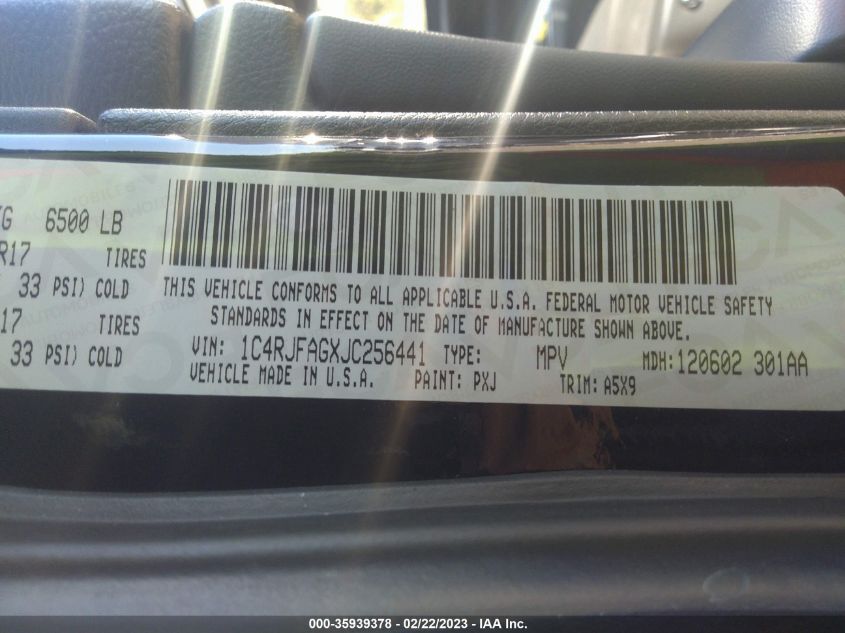 KG 6500 LB
R17 TIRES
33 PSI) COLD
17 TIRES
33 PSI) COLD
THIS VEHICLE CONFORMS TO ALL APPLICABLE U.S.A. FEDERAL MOTOR VEHICLE SAFETY
STANDARDS IN EFFECT ON THE DATE OF MANUFACTURE SHOWN ABOVE.
VIN: 1C4RJFAGXJC256441 TYPE: MPV MDH:120602 301AA
VEHICLE MADE IN U.S.A. PAINT: PXJ TRIM: A5X9
000-35939378 - 02/22/2023 - IAA Inc.